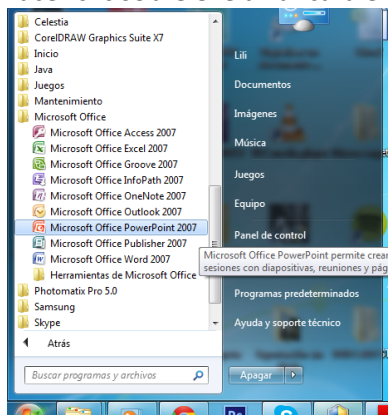 Celestia
CorelDRAW Graphics Suite X7
Inicio
Java
Juegos
Mantenimiento
Microsoft Office
Microsoft Office Access 2007
Microsoft Office Excel 2007
Microsoft Office Groove 2007
Microsoft Office InfoPath 2007
Microsoft Office OneNote 2007
Microsoft Office Outlook 2007
Microsoft Office PowerPoint 2007
Microsoft Office Publisher 2007
Microsoft Office Word 2007
Herramientas de Microsoft Office
Photomatix Pro 5.0
Samsung
Skype
Atrás
Buscar programas y archivos
Lili
Documentos
Imágenes
Música
Juegos
Equipo
Panel de control
Microsoft Office PowerPoint permite crear
sesiones con diapositivas, reuniones y pág
Programas predeterminados
Ayuda y soporte técnico
Apagar